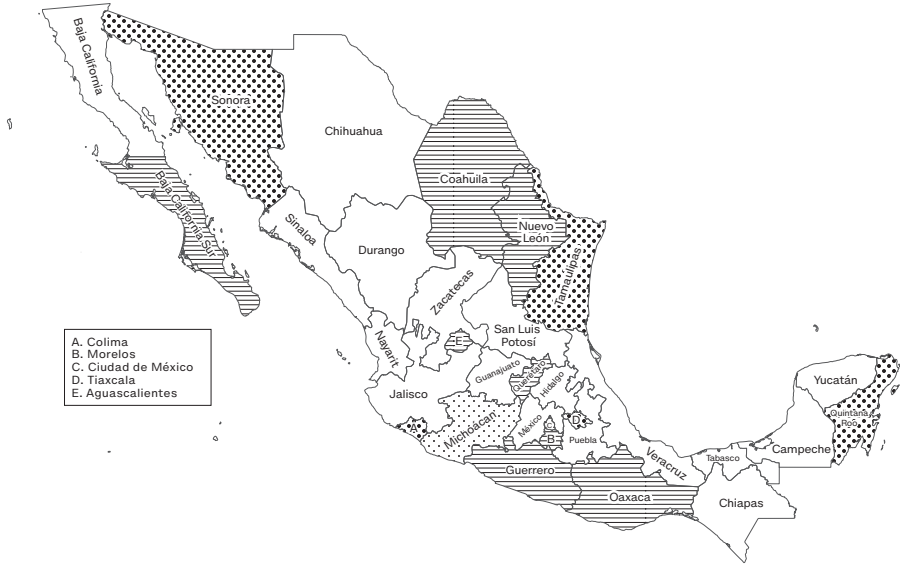 Baja California
Sonora
Chihuahua
Coahuila
Baja California Sur
Sinaloa
Nuevo
León
Durango
Tamaulipas
Zacatecas
San Luis
Potosí
Nayarit
E
A. Colima
B. Morelos
C. Ciudad de México
D. Tiaxcala
E. Aguascalientes
Guanajuato
Querétaro
Hidalgo
Jalisco
Yucatán
Quintana
Roo
A
Michoácan
México
C
D
B
Puebla
Campeche
Veracruz
Tabasco
Guerrero
Oaxaca
Chiapas